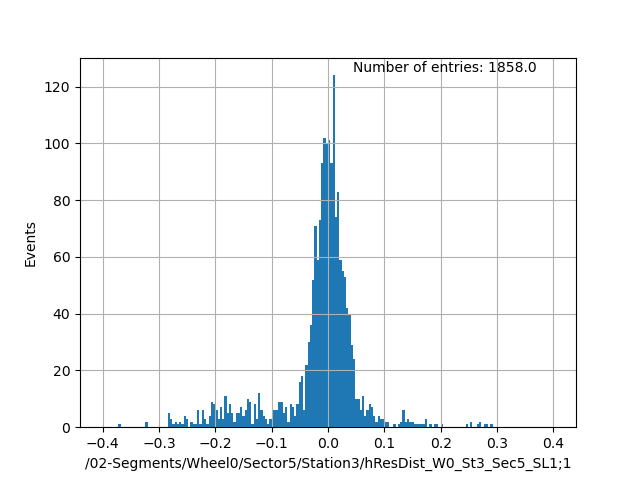 Number of entries: 1858.0
120
100
80
60
40
20
0
Events
−0.4 −0.3 −0.2 −0.1 0.0 0.1 0.2 0.3 0.4
/02-Segments/Wheel0/Sector5/Station3/hResDist_W0_St3_Sec5_SL1;1